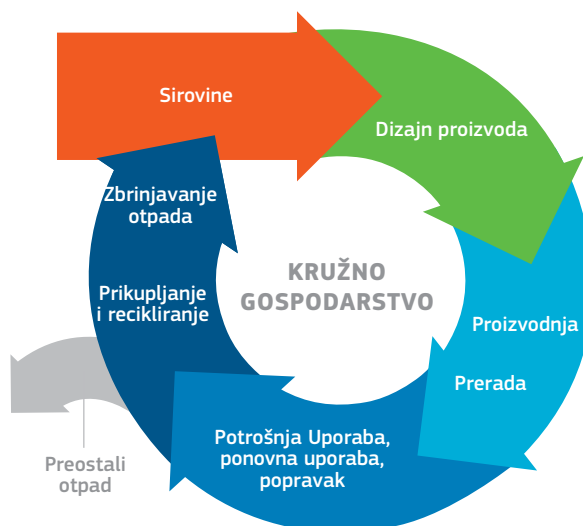 Sirovine
Dizajn proizvoda
Zbrinjavanje
otpada
KRUŽNO
GOSPODARSTVO
Prikupljanje
i recikliranje
Proizvodnja
Prerada
Potrošnja Uporaba,
ponovna uporaba,
popravak
Preostali
otpad